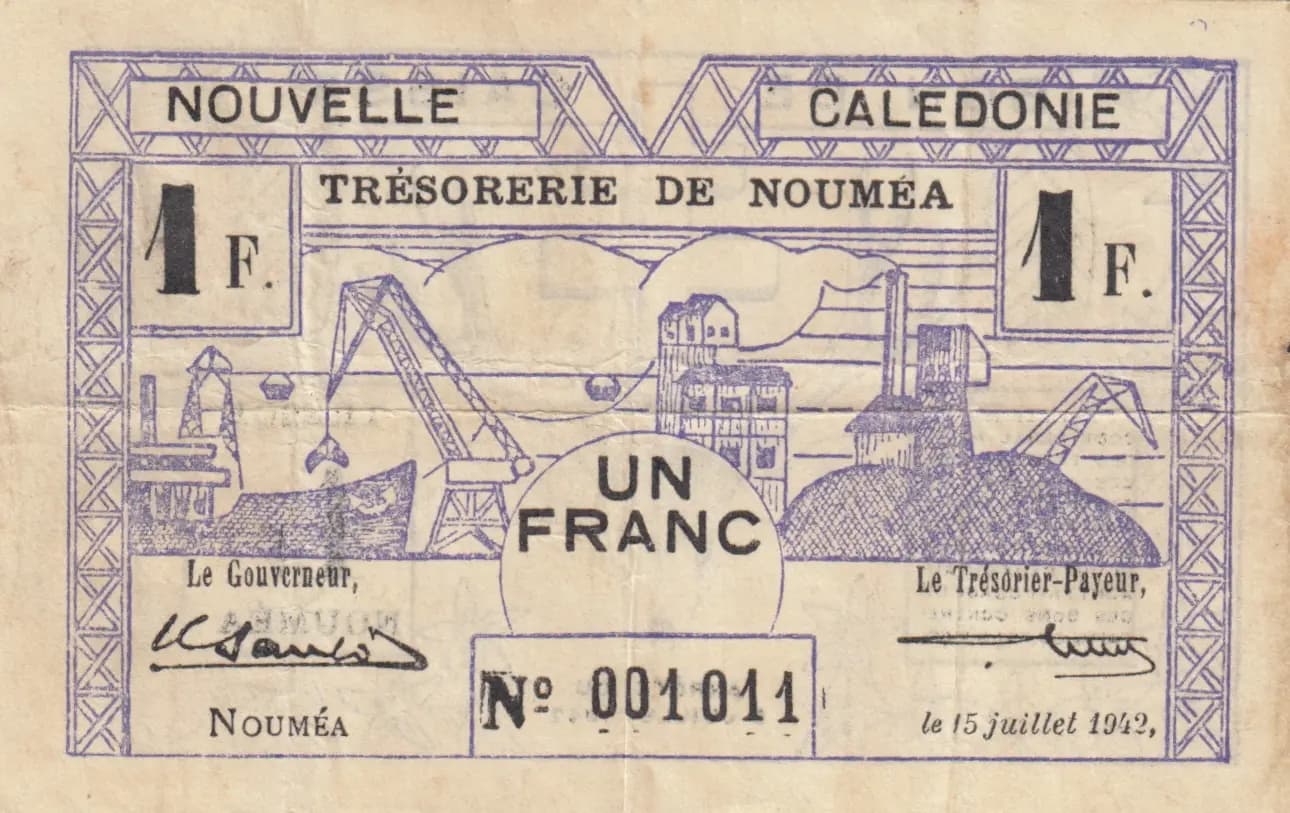 NOUVELLE CALEDONIE
TRÉSORERIE DE NOUMÉA
1 F. 1 F.
UN
FRANC
Le Gouverneur, Le Trésorier-Payeur,
Nº 001011
NOUMÉA le 15 juillet 1942,